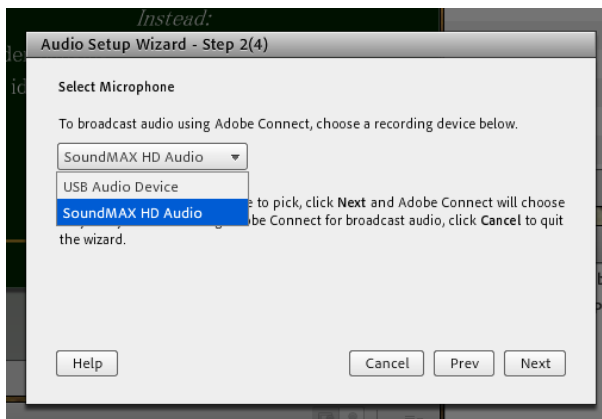 Instead:
Audio Setup Wizard - Step 2(4)
Select Microphone
To broadcast audio using Adobe Connect, choose a recording device below.
SoundMAX HD Audio
USB Audio Device
SoundMAX HD Audio
to pick, click Next and Adobe Connect will choose
Connect for broadcast audio, click Cancel to quit
the wizard.
Help
Cancel
Prev
Next